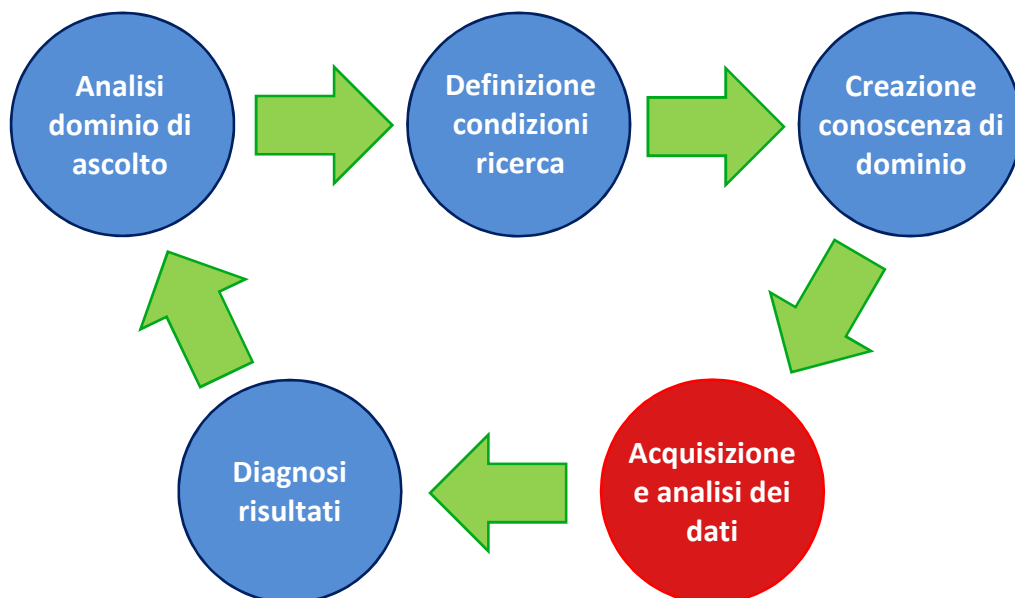 Analisi
dominio di
ascolto
Definizione
condizioni
ricerca
Creazione
conoscenza di
dominio
Acquisizione
e analisi dei
dati
Diagnosi
risultati